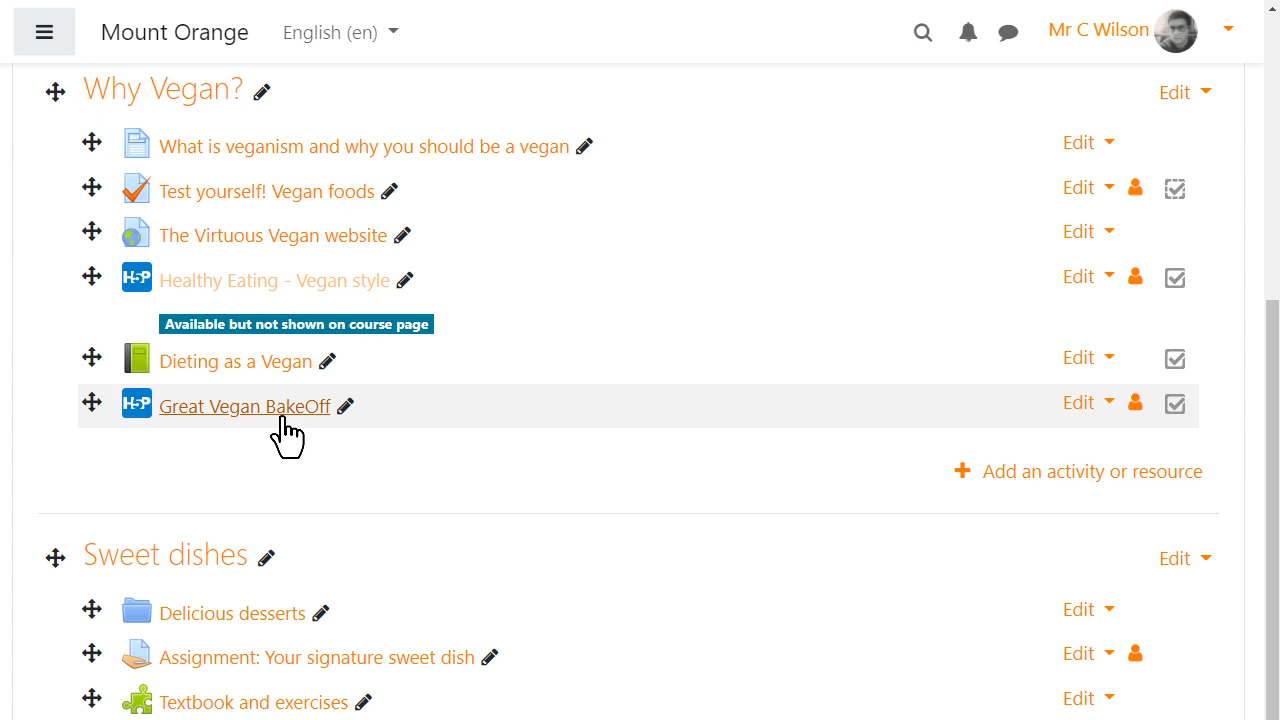 Mount Orange English (en) Mr C Wilson
Why Vegan? Edit
What is veganism and why you should be a vegan Edit
Test yourself! Vegan foods Edit
The Virtuous Vegan website Edit
H5P Healthy Eating - Vegan style Edit
Available but not shown on course page
Dieting as a Vegan Edit
H5P Great Vegan BakeOff Edit
Add an activity or resource
Sweet dishes Edit
Delicious desserts Edit
Assignment: Your signature sweet dish Edit
Textbook and exercises Edit